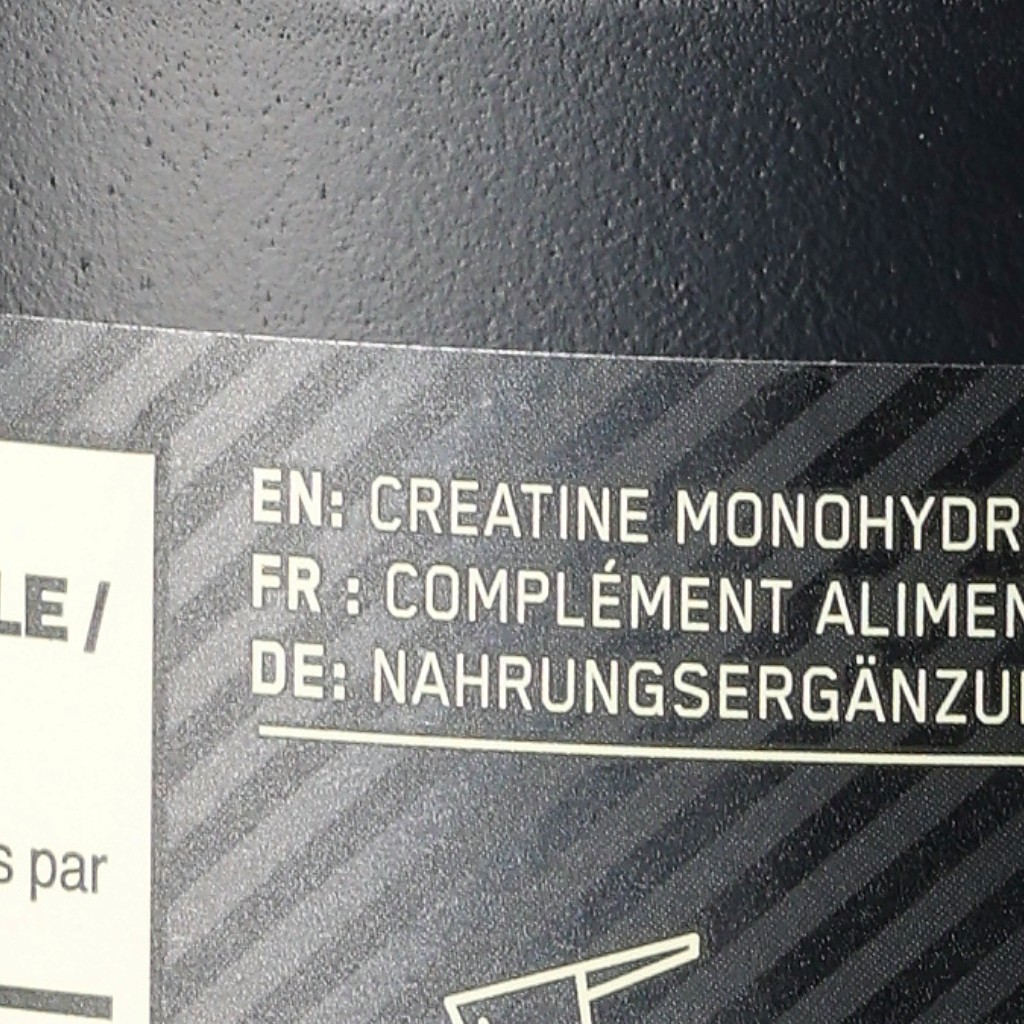 EN: CREATINE MONOHYDR
FR : COMPLÉMENT ALIMEN
DE: NAHRUNGSERGÄNZU
LE /
s par